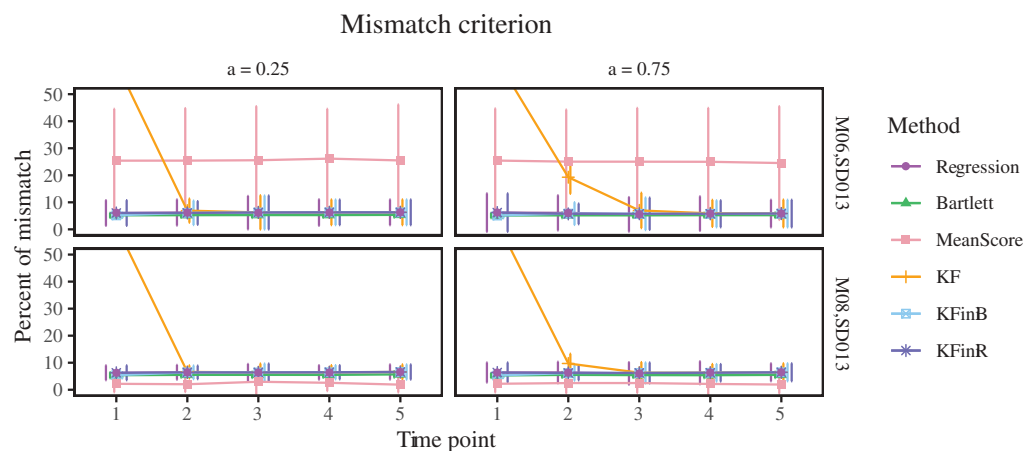 Mismatch criterion
a = 0.25
a = 0.75
Percent of mismatch
50
40
30
20
10
0
M06,SD013
50
40
30
20
10
0
M08,SD013
1 2 3 4 5
1 2 3 4 5
Time point
Method
Regression
Bartlett
MeanScore
KF
KFinB
KFinR